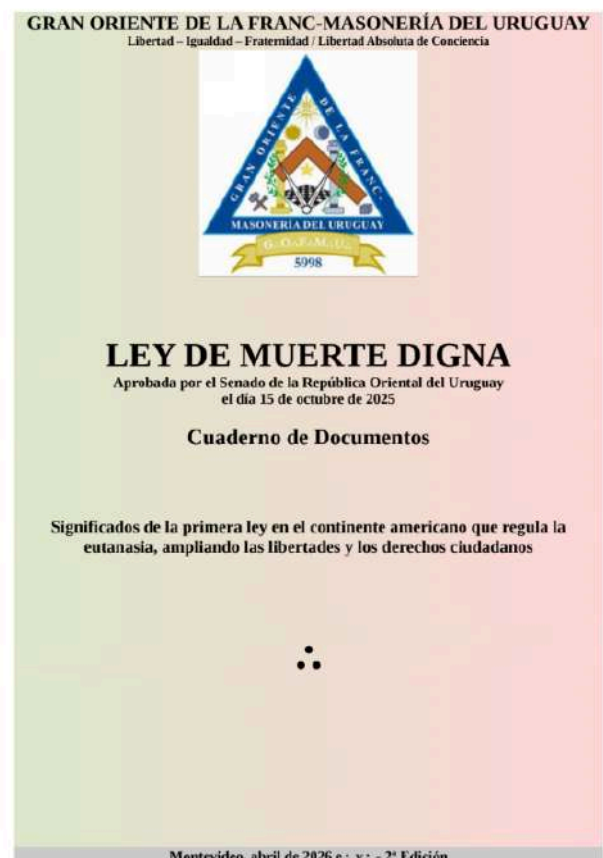 GRAN ORIENTE DE LA FRANC-MASONERÍA DEL URUGUAY
Libertad – Igualdad – Fraternidad / Libertad Absoluta de Conciencia
GRAN ORIENTE DE LA FRANC-
MASONERIA DEL URUGUAY
G∴O∴F∴M∴U∴
5998
LEY DE MUERTE DIGNA
Aprobada por el Senado de la República Oriental del Uruguay
el día 15 de octubre de 2025
Cuaderno de Documentos
Significados de la primera ley en el continente americano que regula la
eutanasia, ampliando las libertades y los derechos ciudadanos
∴
Montevideo, abril de 2026 e∴ v∴ - 2ª Edición